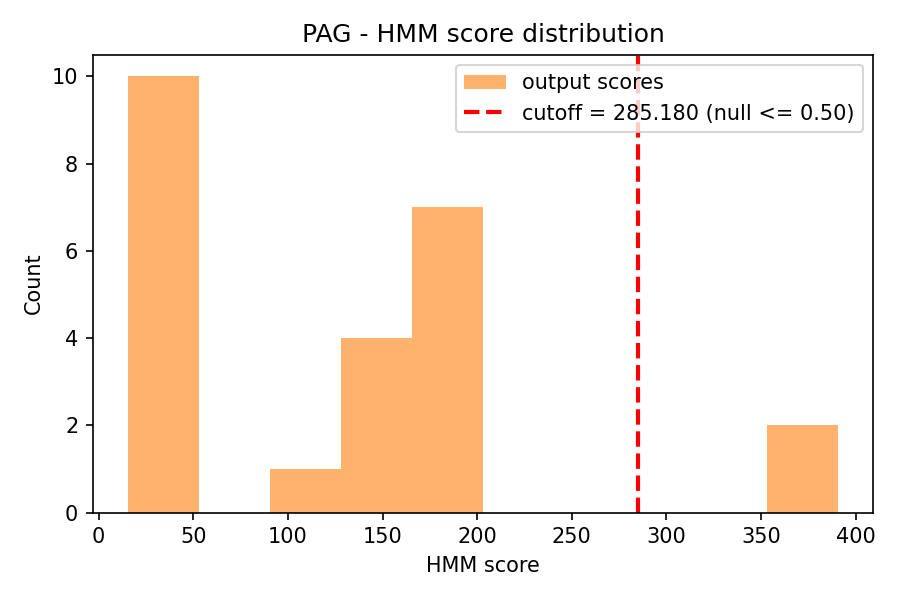 PAG - HMM score distribution
output scores
cutoff = 285.180 (null <= 0.50)
10
8
6
4
2
0
Count
0 50 100 150 200 250 300 350 400
HMM score